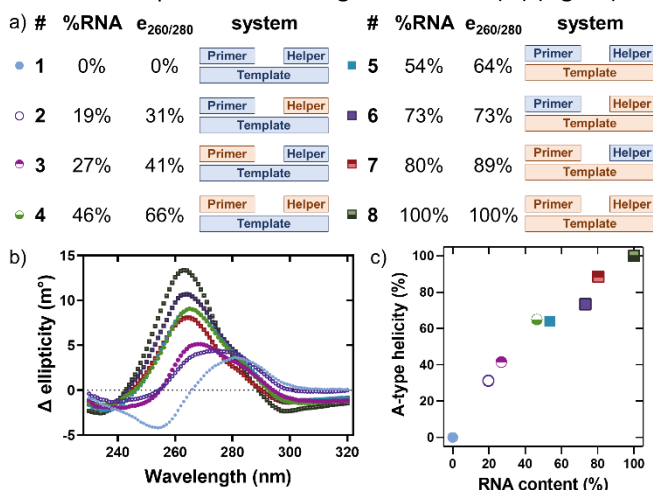 a) # %RNA e260/280 system # %RNA e260/280 system
1 0% 0% Primer Helper Template 5 54% 64% Primer Helper Template
2 19% 31% Primer Helper Template 6 73% 73% Primer Helper Template
3 27% 41% Primer Helper Template 7 80% 89% Primer Helper Template
4 46% 66% Primer Helper Template 8 100% 100% Primer Helper Template
b)
Δ ellipticity (m°)
15
10
5
0
-5
240 260 280 300 320
Wavelength (nm)
c)
A-type helicity (%)
100
80
60
40
20
0
0 20 40 60 80 100
RNA content (%)